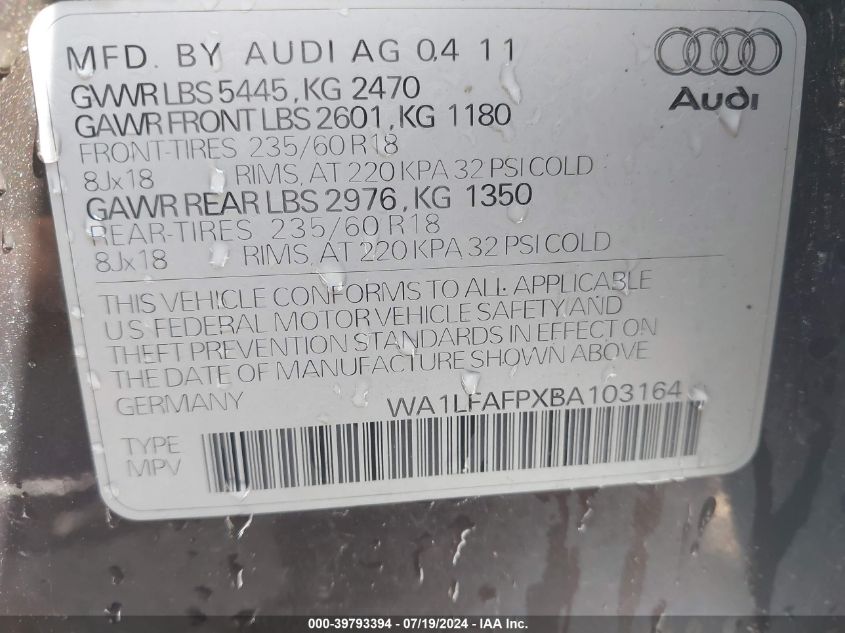 MFD. BY AUDI AG 04 11
Audi
GVWR LBS 5445, KG 2470
GAWR FRONT LBS 2601, KG 1180
FRONT-TIRES 235/60 R18
8Jx18 RIMS, AT 220 KPA 32 PSI COLD
GAWR REAR LBS 2976, KG 1350
REAR-TIRES 235/60 R18
8Jx18 RIMS, AT 220 KPA 32 PSI COLD
THIS VEHICLE CONFORMS TO ALL APPLICABLE
U.S. FEDERAL MOTOR VEHICLE SAFETY AND
THEFT PREVENTION STANDARDS IN EFFECT ON
THE DATE OF MANUFACTURE SHOWN ABOVE
GERMANY WA1LFAFPXBA103164
TYPE
MPV
000-39793394 - 07/19/2024 - IAAI.com